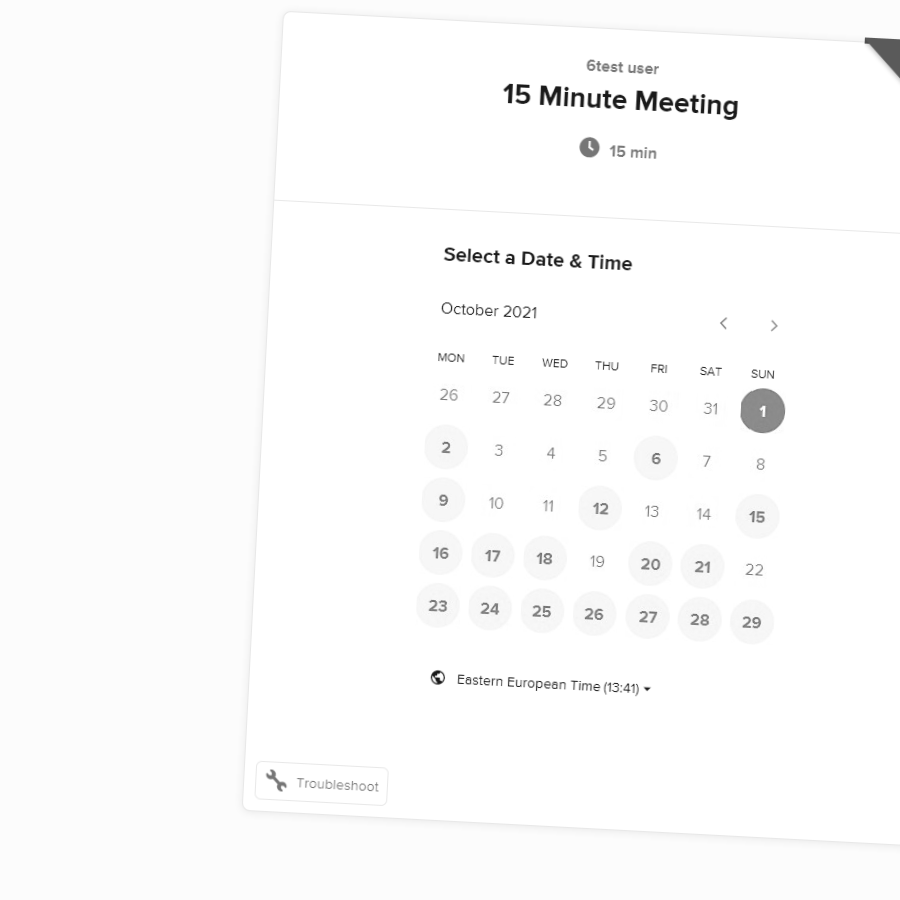 6test user
15 Minute Meeting
15 min
Select a Date & Time
October 2021
MON TUE WED THU FRI SAT SUN
26 27 28 29 30 31 1
2 3 4 5 6 7 8
9 10 11 12 13 14 15
16 17 18 19 20 21 22
23 24 25 26 27 28 29
Eastern European Time (13:41)
Troubleshoot